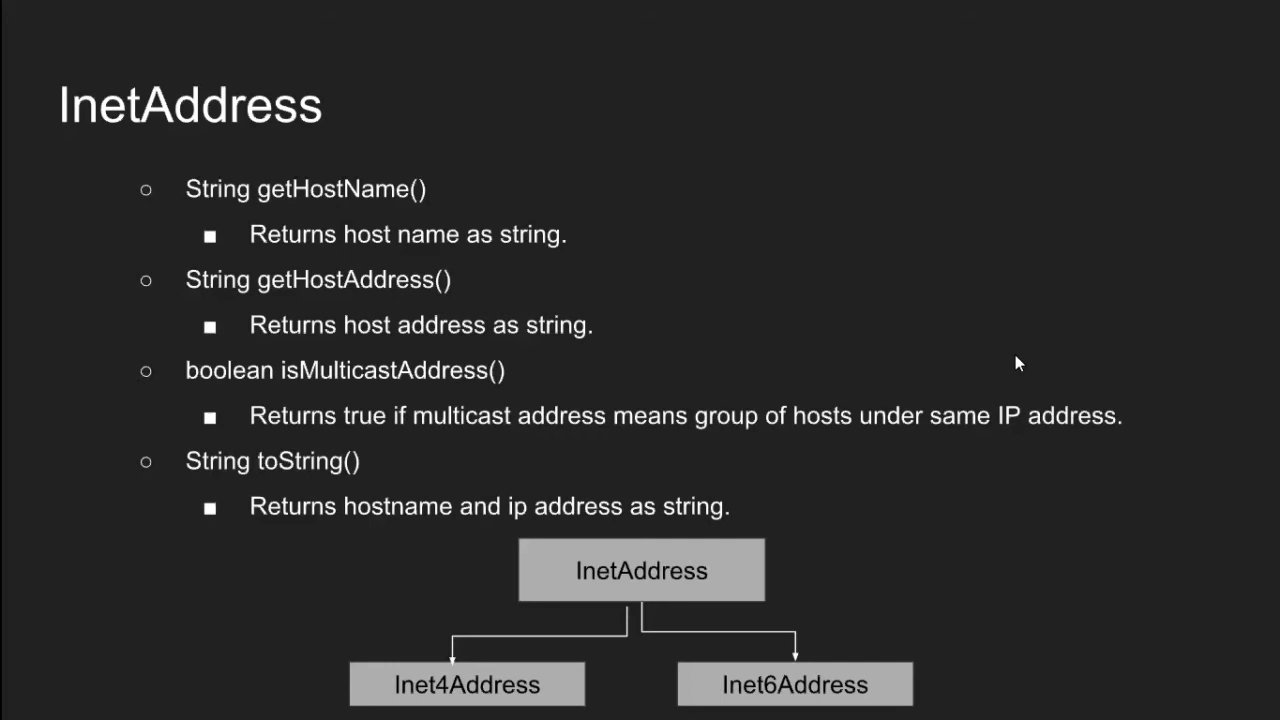 InetAddress
○ String getHostName()
■ Returns host name as string.
○ String getHostAddress()
■ Returns host address as string.
○ boolean isMulticastAddress()
■ Returns true if multicast address means group of hosts under same IP address.
○ String toString()
■ Returns hostname and ip address as string.
InetAddress
Inet4Address
Inet6Address